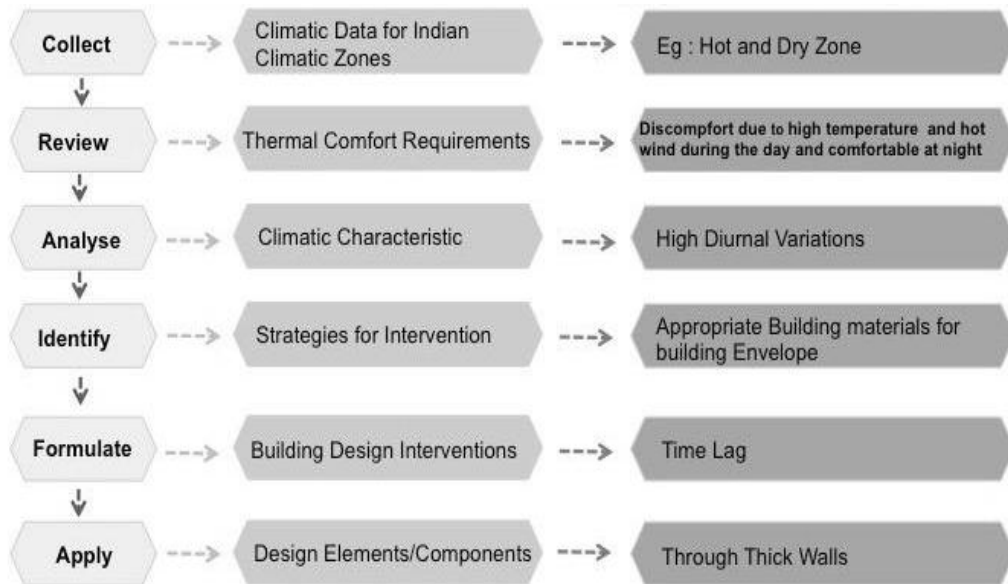 Collect
Climatic Data for Indian
Climatic Zones
Eg : Hot and Dry Zone
Review
Thermal Comfort Requirements
Discompfort due to high temperature and hot
wind during the day and comfortable at night
Analyse
Climatic Characteristic
High Diurnal Variations
Identify
Strategies for Intervention
Appropriate Building materials for
building Envelope
Formulate
Building Design Interventions
Time Lag
Apply
Design Elements/Components
Through Thick Walls